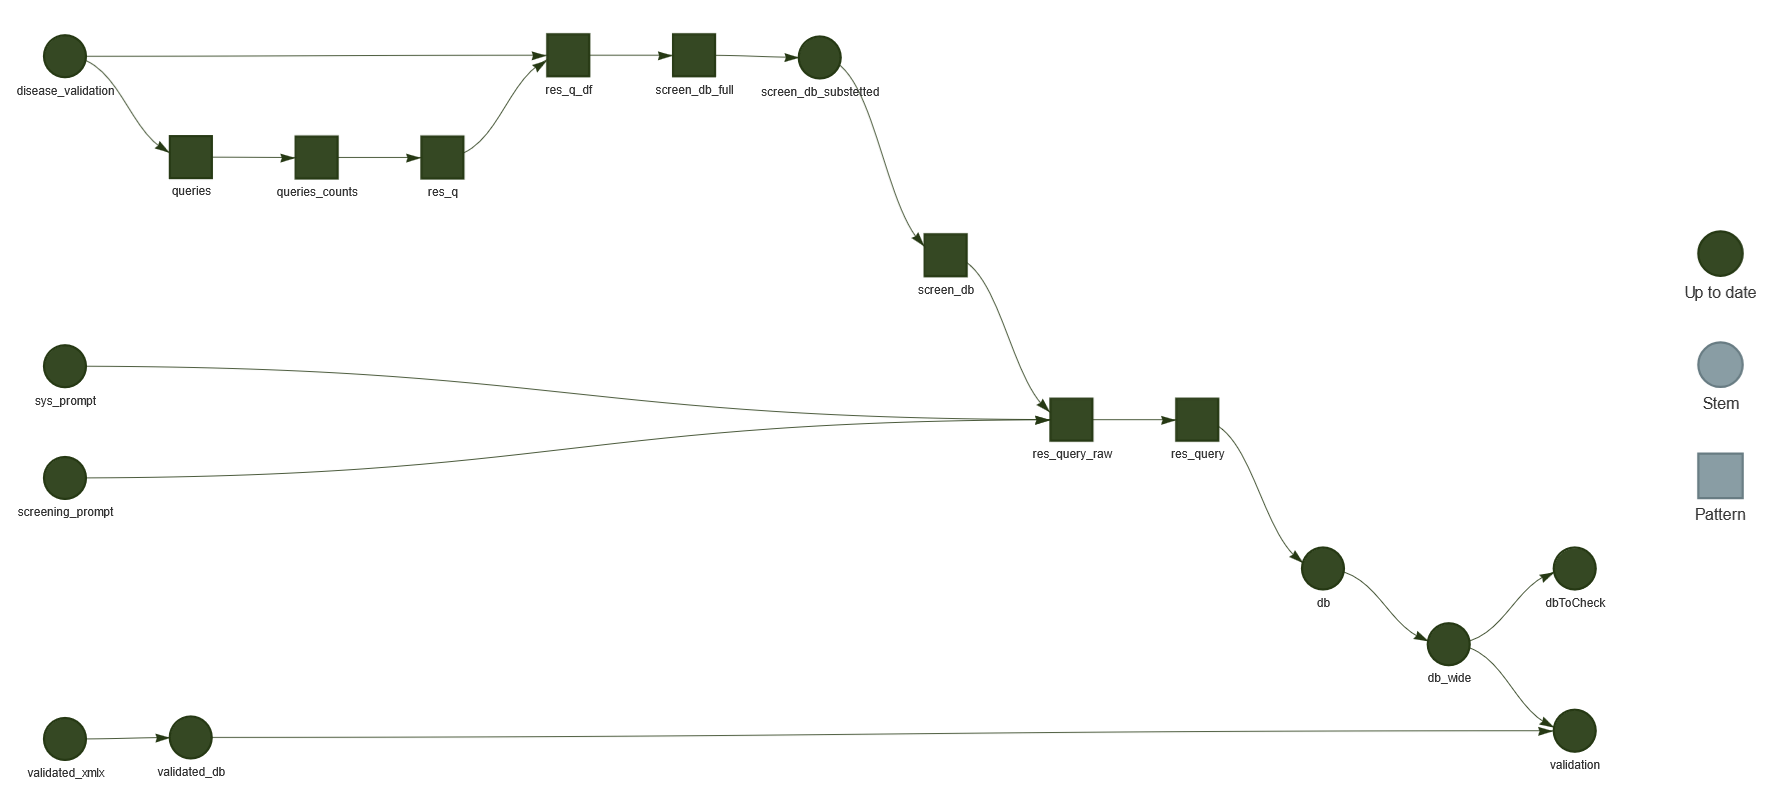 disease_validation
res_q_df
screen_db_full
screen_db_substetted
queries
queries_counts
res_q
screen_db
Up to date
sys_prompt
Stem
res_query_raw
res_query
screening_prompt
Pattern
db
dbToCheck
db_wide
validated_xmlx
validated_db
validation